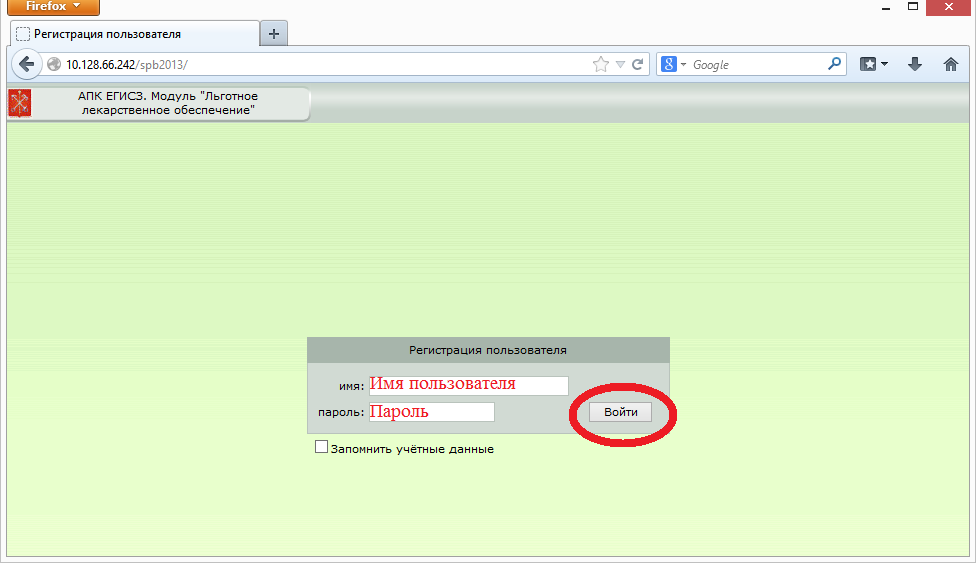 Firefox
Регистрация пользователя
10.128.66.242/spb2013/
Google
АПК ЕГИСЗ. Модуль "Льготное
лекарственное обеспечение"
Регистрация пользователя
имя: Имя пользователя
пароль: Пароль
Войти
Запомнить учётные данные